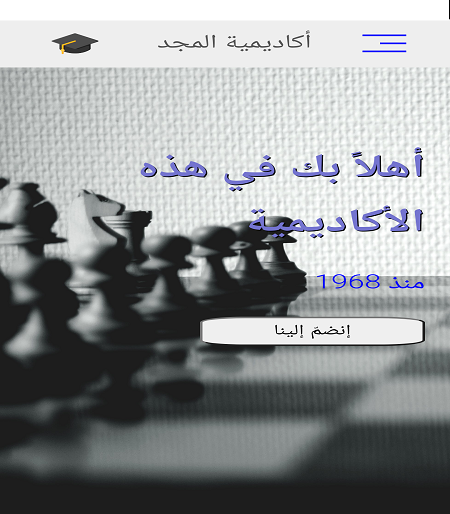 أكاديمية المجد
أهلاً بك في هذه
الأكاديمية
منذ 1968
إنضم إلينا